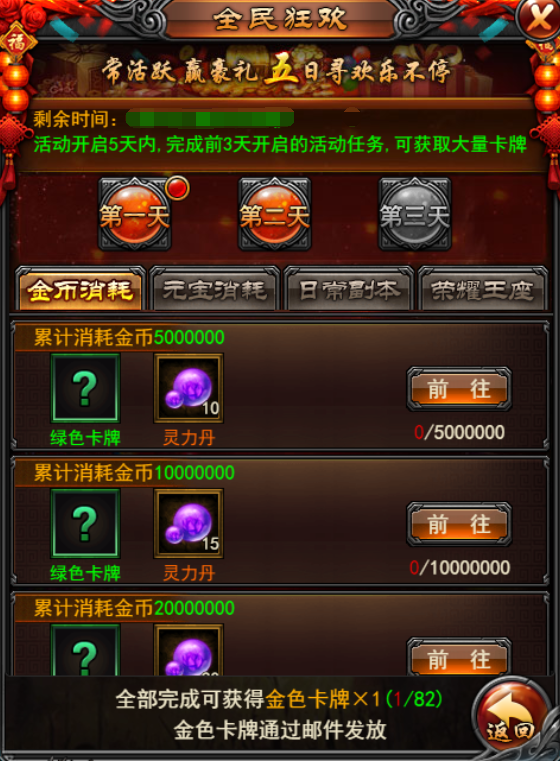 全民狂欢
福
福
常活跃 赢豪礼 五日寻欢乐不停
剩余时间：
活动开启5天内,完成前3天开启的活动任务,可获取大量卡牌
第一天 第二天 第三天
金币消耗 元宝消耗 日常副本 荣耀王座
累计消耗金币5000000
?
10
前 往
绿色卡牌 灵力丹 0/5000000
累计消耗金币10000000
?
15
前 往
绿色卡牌 灵力丹 0/10000000
累计消耗金币20000000
?
前 往
全部完成可获得金色卡牌×1(1/82)
金色卡牌通过邮件发放
返回